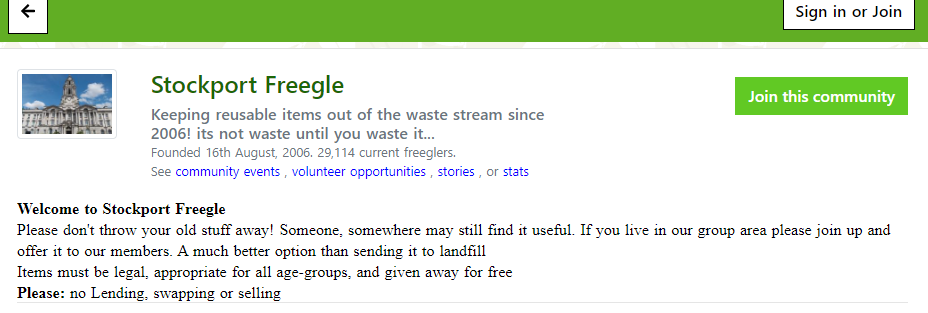 Sign in or Join
Stockport Freegle
Join this community
Keeping reusable items out of the waste stream since
2006! its not waste until you waste it...
Founded 16th August, 2006. 29,114 current freeglers.
See community events , volunteer opportunities , stories , or stats
Welcome to Stockport Freegle
Please don't throw your old stuff away! Someone, somewhere may still find it useful. If you live in our group area please join up and
offer it to our members. A much better option than sending it to landfill
Items must be legal, appropriate for all age-groups, and given away for free
Please: no Lending, swapping or selling